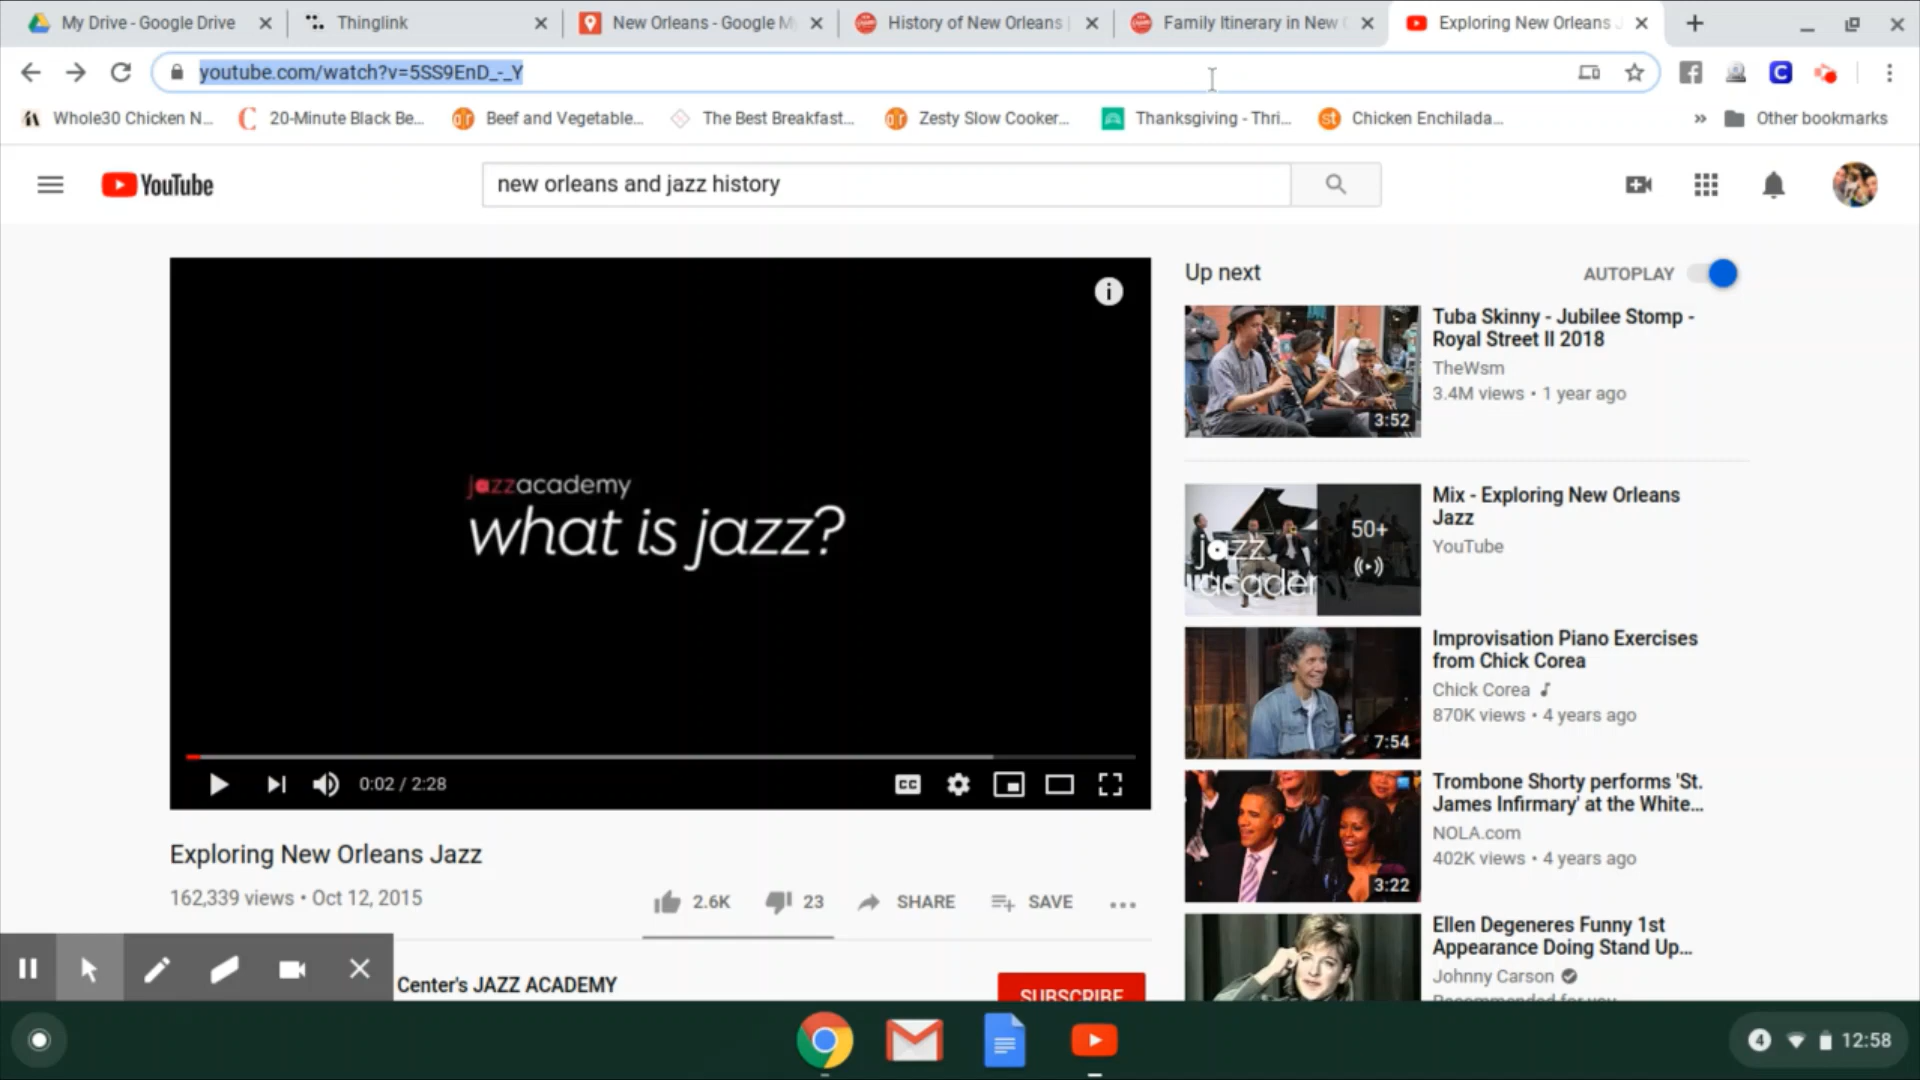 My Drive - Google Drive
Thinglink
New Orleans - Google M
History of New Orleans
Family Itinerary in New
Exploring New Orleans J
youtube.com/watch?v=5SS9EnD_-_Y
Whole30 Chicken N...
20-Minute Black Be...
Beef and Vegetable...
The Best Breakfast...
Zesty Slow Cooker...
Thanksgiving - Thri...
Chicken Enchilada...
Other bookmarks
YouTube
new orleans and jazz history
jazzacademy
what is jazz?
0:02 / 2:28
CC
Exploring New Orleans Jazz
162,339 views • Oct 12, 2015
2.6K
23
SHARE
SAVE
Center's JAZZ ACADEMY
SUBSCRIBE
Up next
AUTOPLAY
3:52
Tuba Skinny - Jubilee Stomp -
Royal Street II 2018
TheWsm
3.4M views • 1 year ago
jazz
academ
50+
Mix - Exploring New Orleans
Jazz
YouTube
7:54
Improvisation Piano Exercises
from Chick Corea
Chick Corea
870K views • 4 years ago
3:22
Trombone Shorty performs 'St.
James Infirmary' at the White...
NOLA.com
402K views • 4 years ago
Ellen Degeneres Funny 1st
Appearance Doing Stand Up...
Johnny Carson
Recommended for you
4
12:58